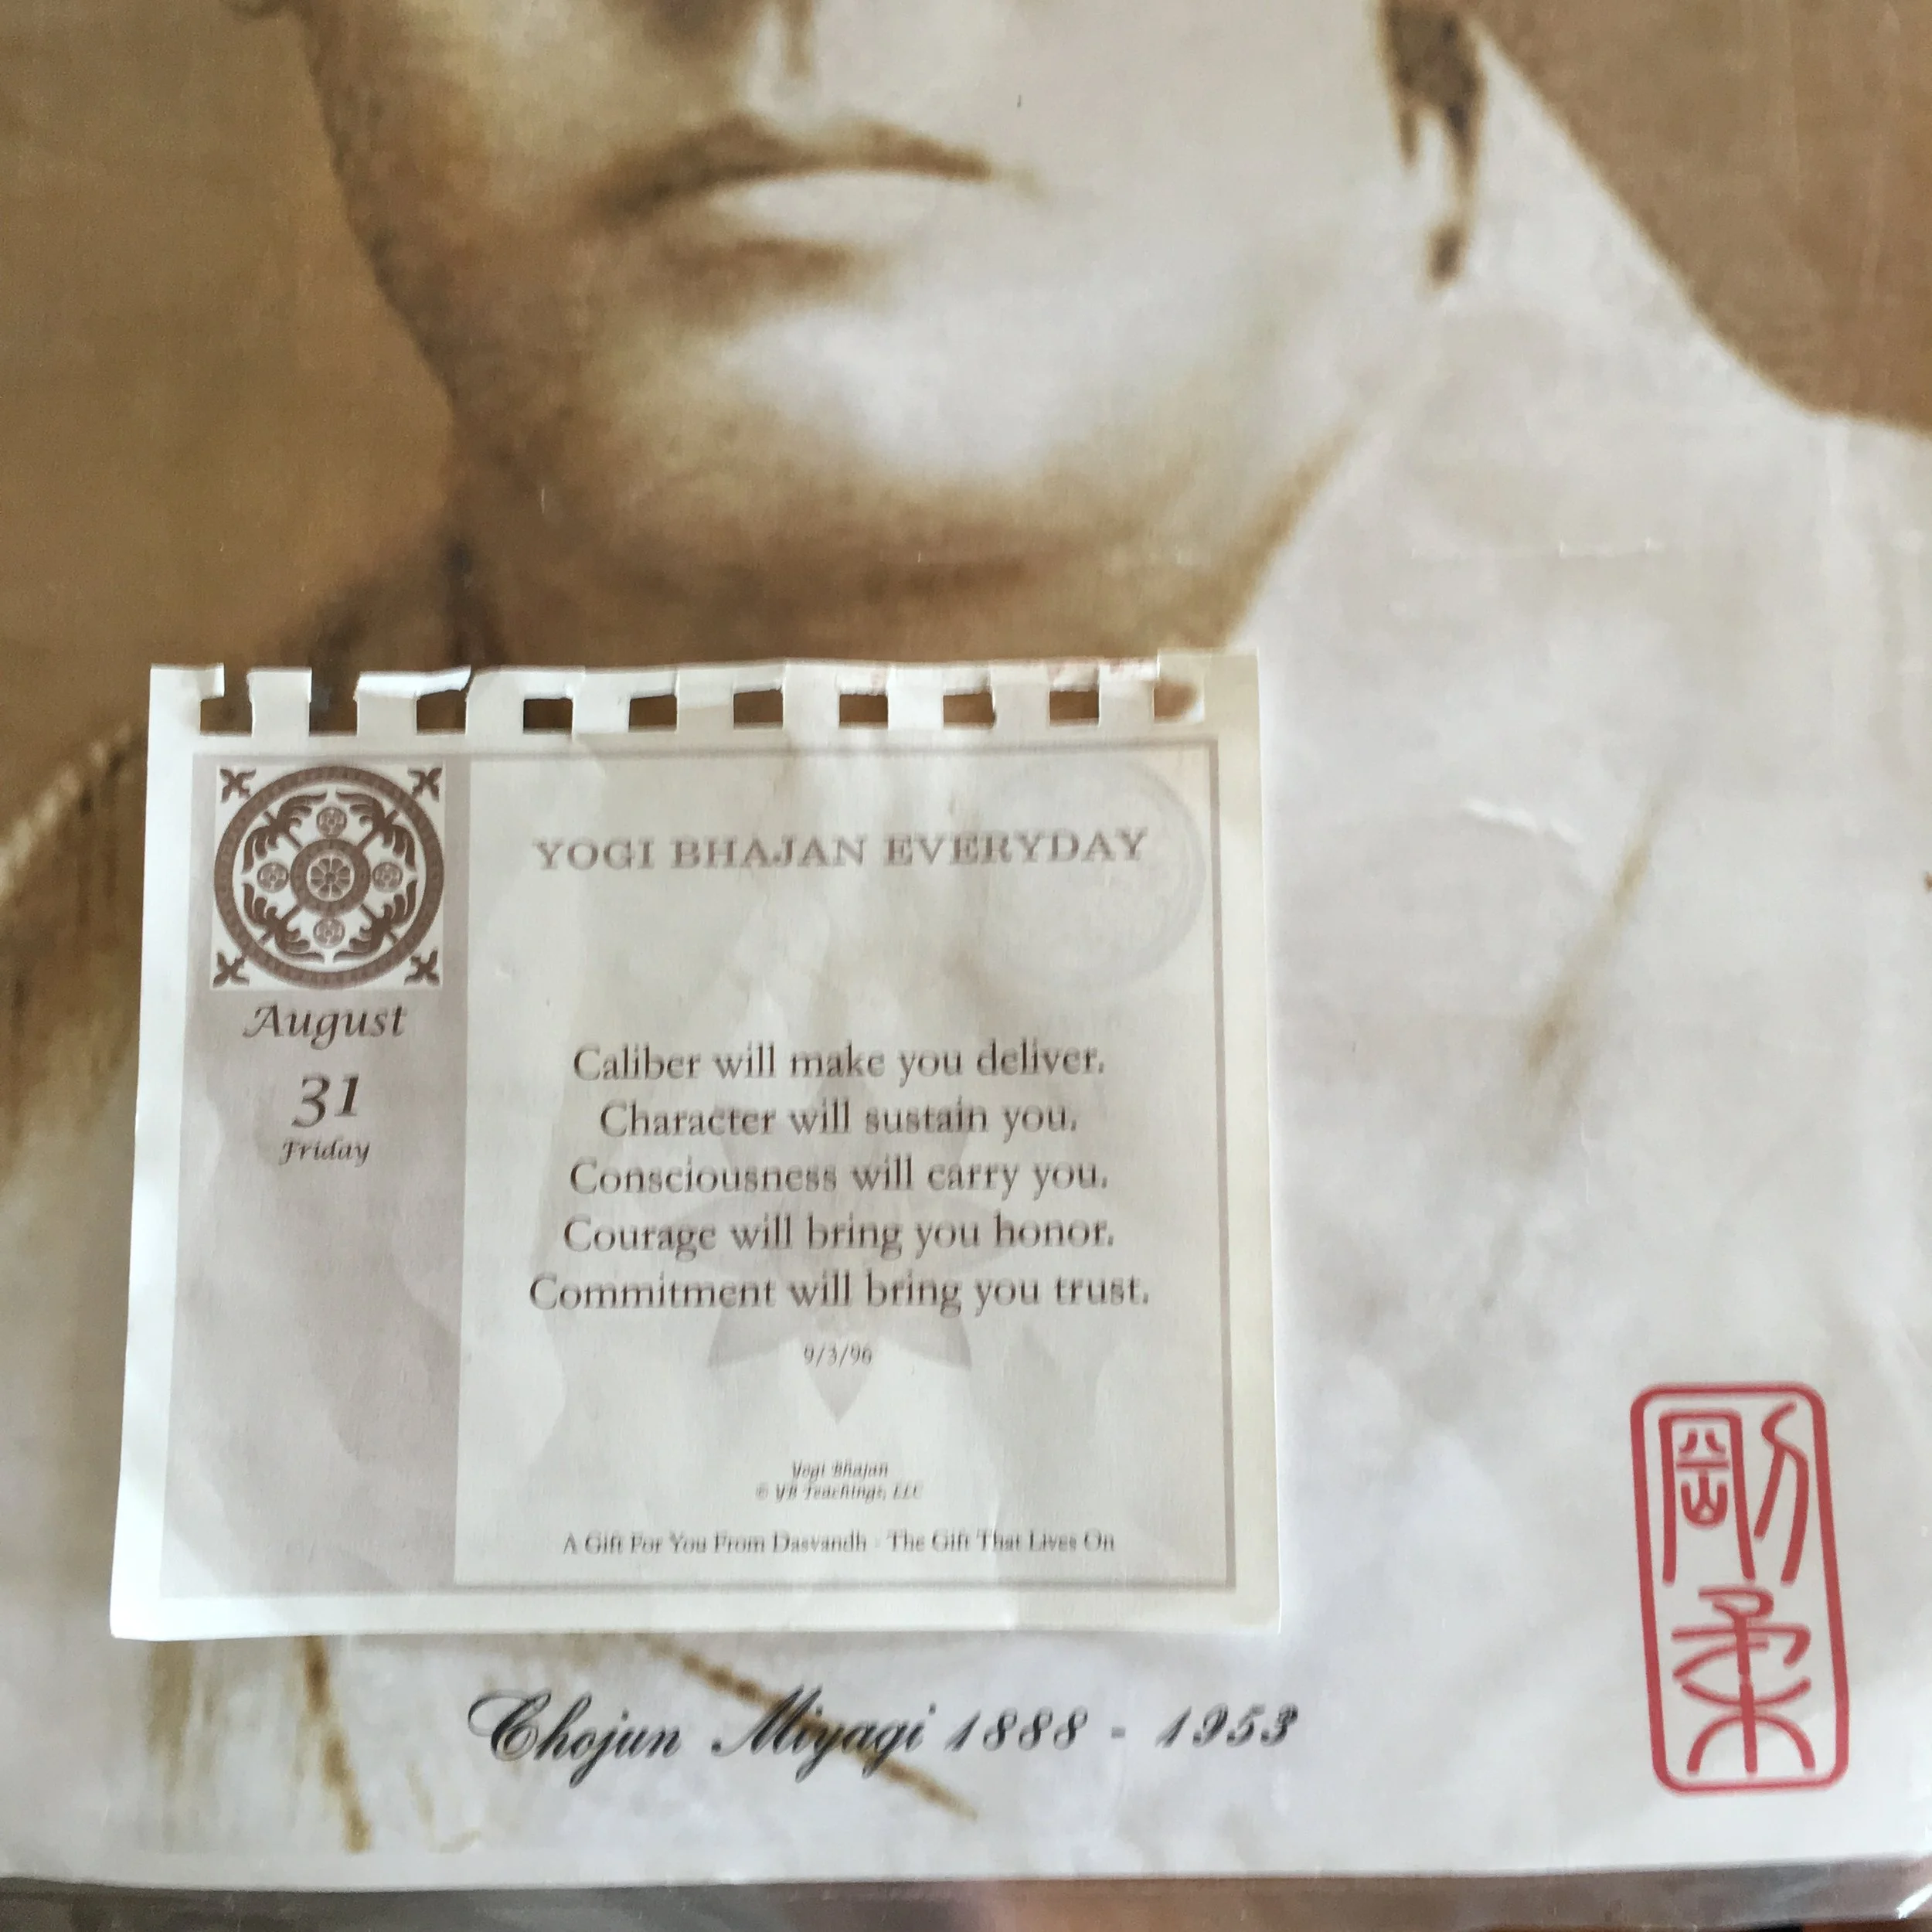 YOGI BHAJAN EVERYDAY
August
31
Friday
Caliber will make you deliver.
Character will sustain you.
Consciousness will carry you.
Courage will bring you honor.
Commitment will bring you trust.
9/3/96
Yogi Bhajan
© YB Teachings, LLC
A Gift For You From Dasvandh - The Gift That Lives On
Chojun Miyagi 1888 - 1953
剛
柔